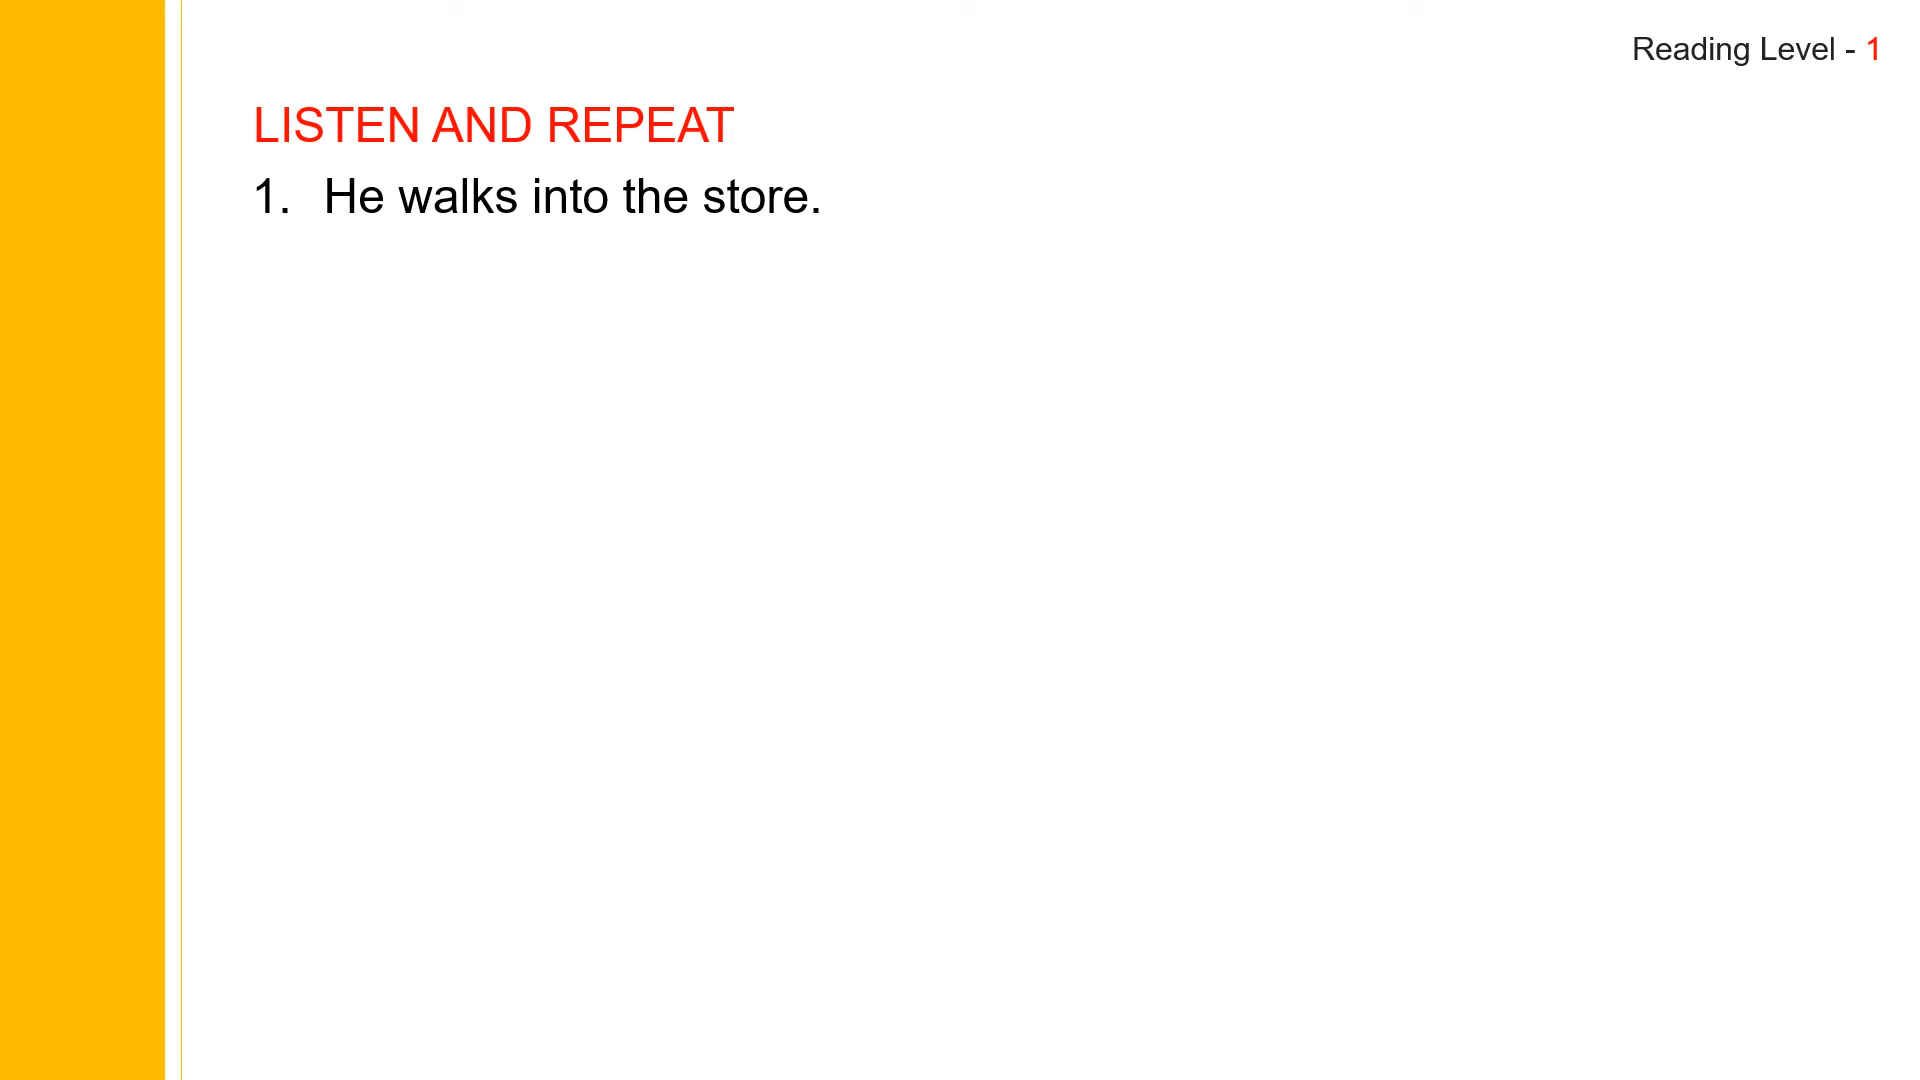 Reading Level - 1
LISTEN AND REPEAT
1. He walks into the store.